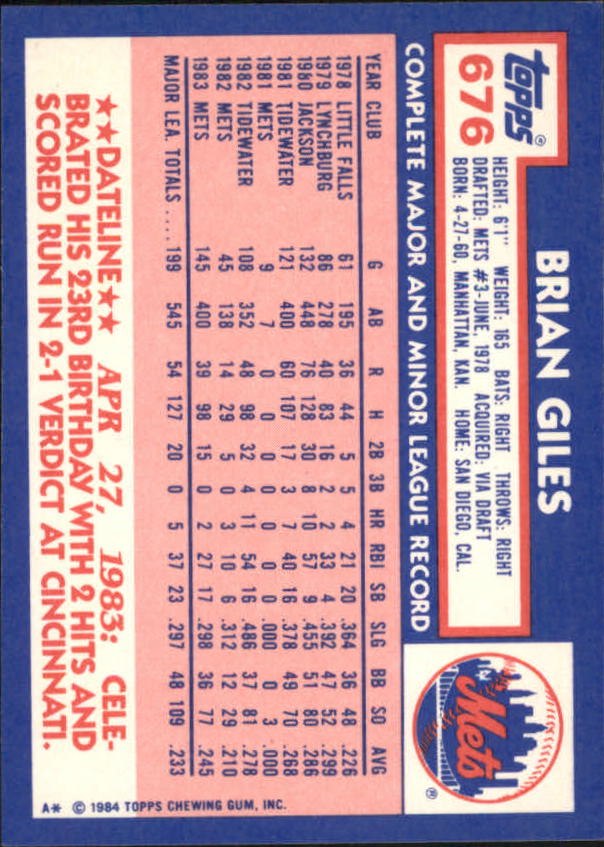 topps®
676
BRIAN GILES
HEIGHT: 6'1" WEIGHT: 165 BATS: RIGHT THROWS: RIGHT
DRAFTED: METS #3-JUNE, 1978 ACQUIRED: VIA DRAFT
BORN: 4-27-60, MANHATTAN, KAN. HOME: SAN DIEGO, CAL.
Mets
®
COMPLETE MAJOR AND MINOR LEAGUE RECORD
YEAR CLUB G AB R H 2B 3B HR RBI SB SLG BB SO AVG
1978 LITTLE FALLS 61 195 36 44 5 5 4 21 20 .364 36 48 .226
1979 LYNCHBURG 86 278 40 83 16 2 2 33 4 .392 47 52 .299
1980 JACKSON 132 448 76 128 30 8 10 57 9 .455 51 80 .286
1981 TIDEWATER 121 400 60 107 17 3 7 40 16 .378 49 70 .268
1981 METS 9 7 0 0 0 0 0 0 0 .000 0 3 .000
1982 TIDEWATER 108 352 48 98 32 4 11 54 16 .486 37 81 .278
1982 METS 45 138 14 29 5 0 3 10 6 .312 12 29 .210
1983 METS 145 400 39 98 15 0 2 27 17 .298 36 77 .245
MAJOR LEA. TOTALS .... 199 545 54 127 20 0 5 37 23 .297 48 109 .233
★★DATELINE★★ APR 27, 1983: CELE-
BRATED HIS 23RD BIRTHDAY WITH 2 HITS AND
SCORED RUN IN 2-1 VERDICT AT CINCINNATI.
A* © 1984 TOPPS CHEWING GUM, INC.